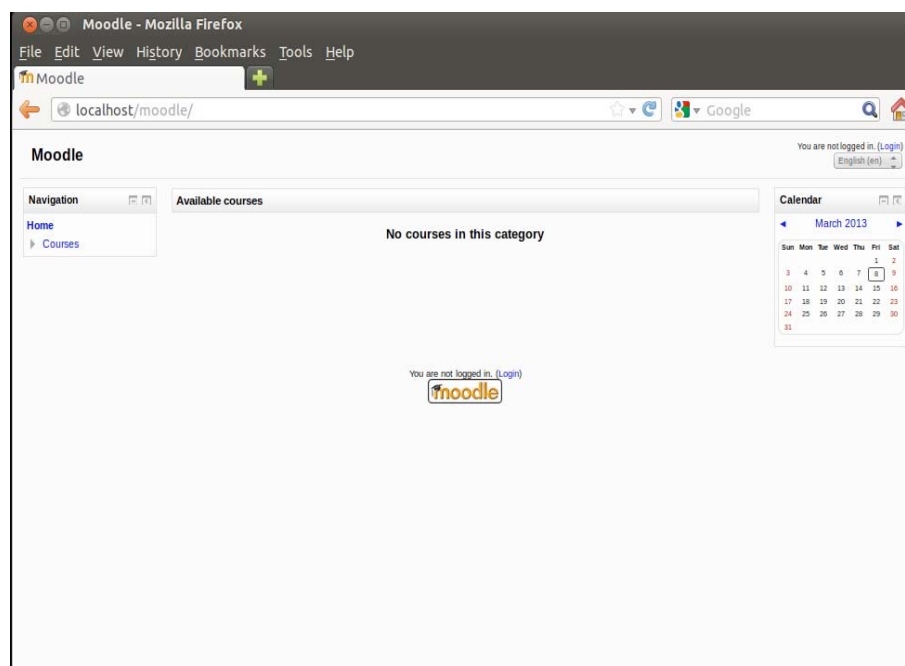 Moodle - Mozilla Firefox
File Edit View History Bookmarks Tools Help
Moodle
localhost/moodle/
Google
Moodle
You are not logged in. (Login)
English (en)
Navigation
Home
Courses
Available courses
No courses in this category
Calendar
March 2013
Sun Mon Tue Wed Thu Fri Sat
1 2
3 4 5 6 7 8 9
10 11 12 13 14 15 16
17 18 19 20 21 22 23
24 25 26 27 28 29 30
31
You are not logged in. (Login)
moodle